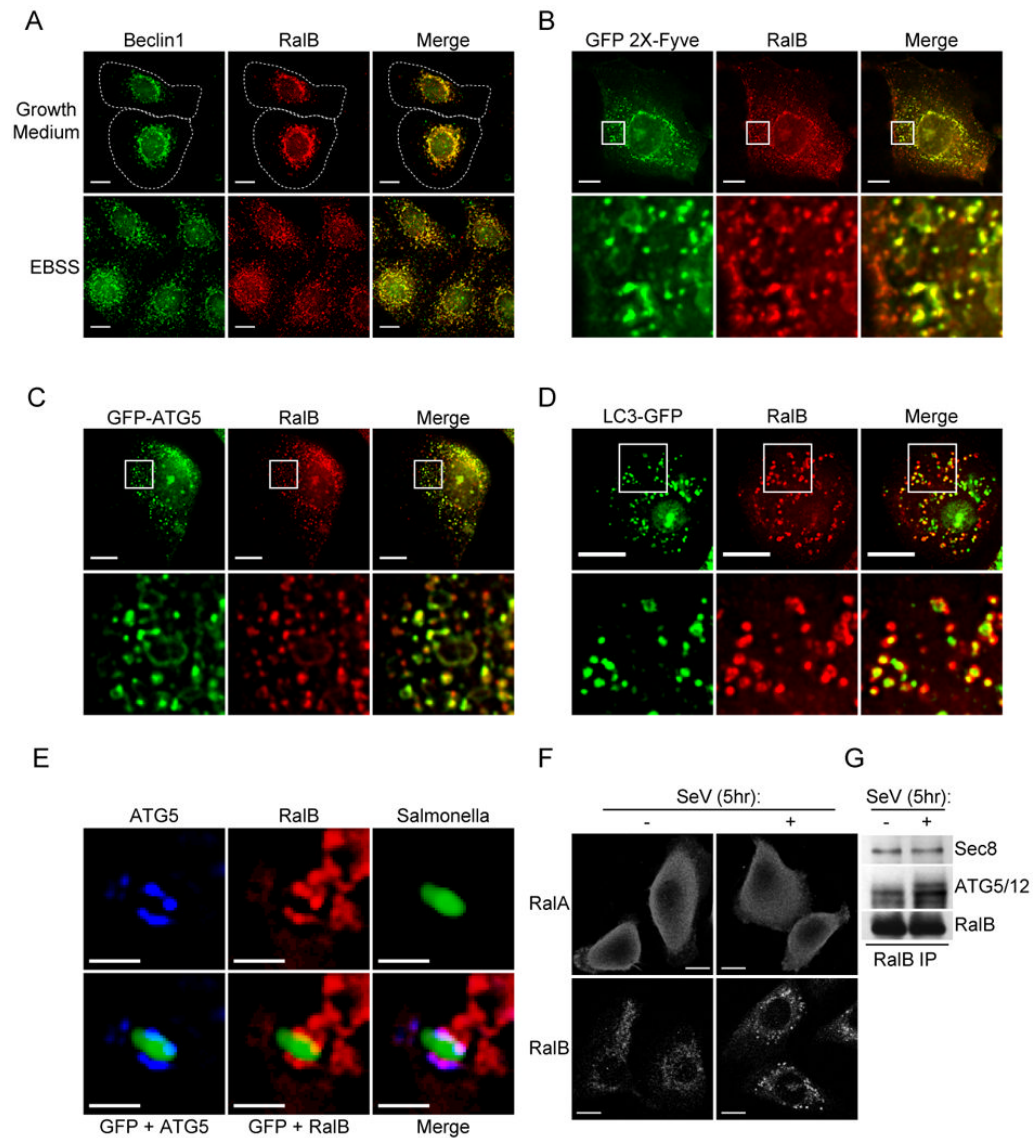 A
Beclin1 RalB Merge
Growth Medium
EBSS
B
GFP 2X-Fyve RalB Merge
C
GFP-ATG5 RalB Merge
D
LC3-GFP RalB Merge
E
ATG5 RalB Salmonella
GFP + ATG5 GFP + RalB Merge
F
SeV (5hr):
- +
RalA
RalB
G
SeV (5hr):
- +
Sec8
ATG5/12
RalB
RalB IP